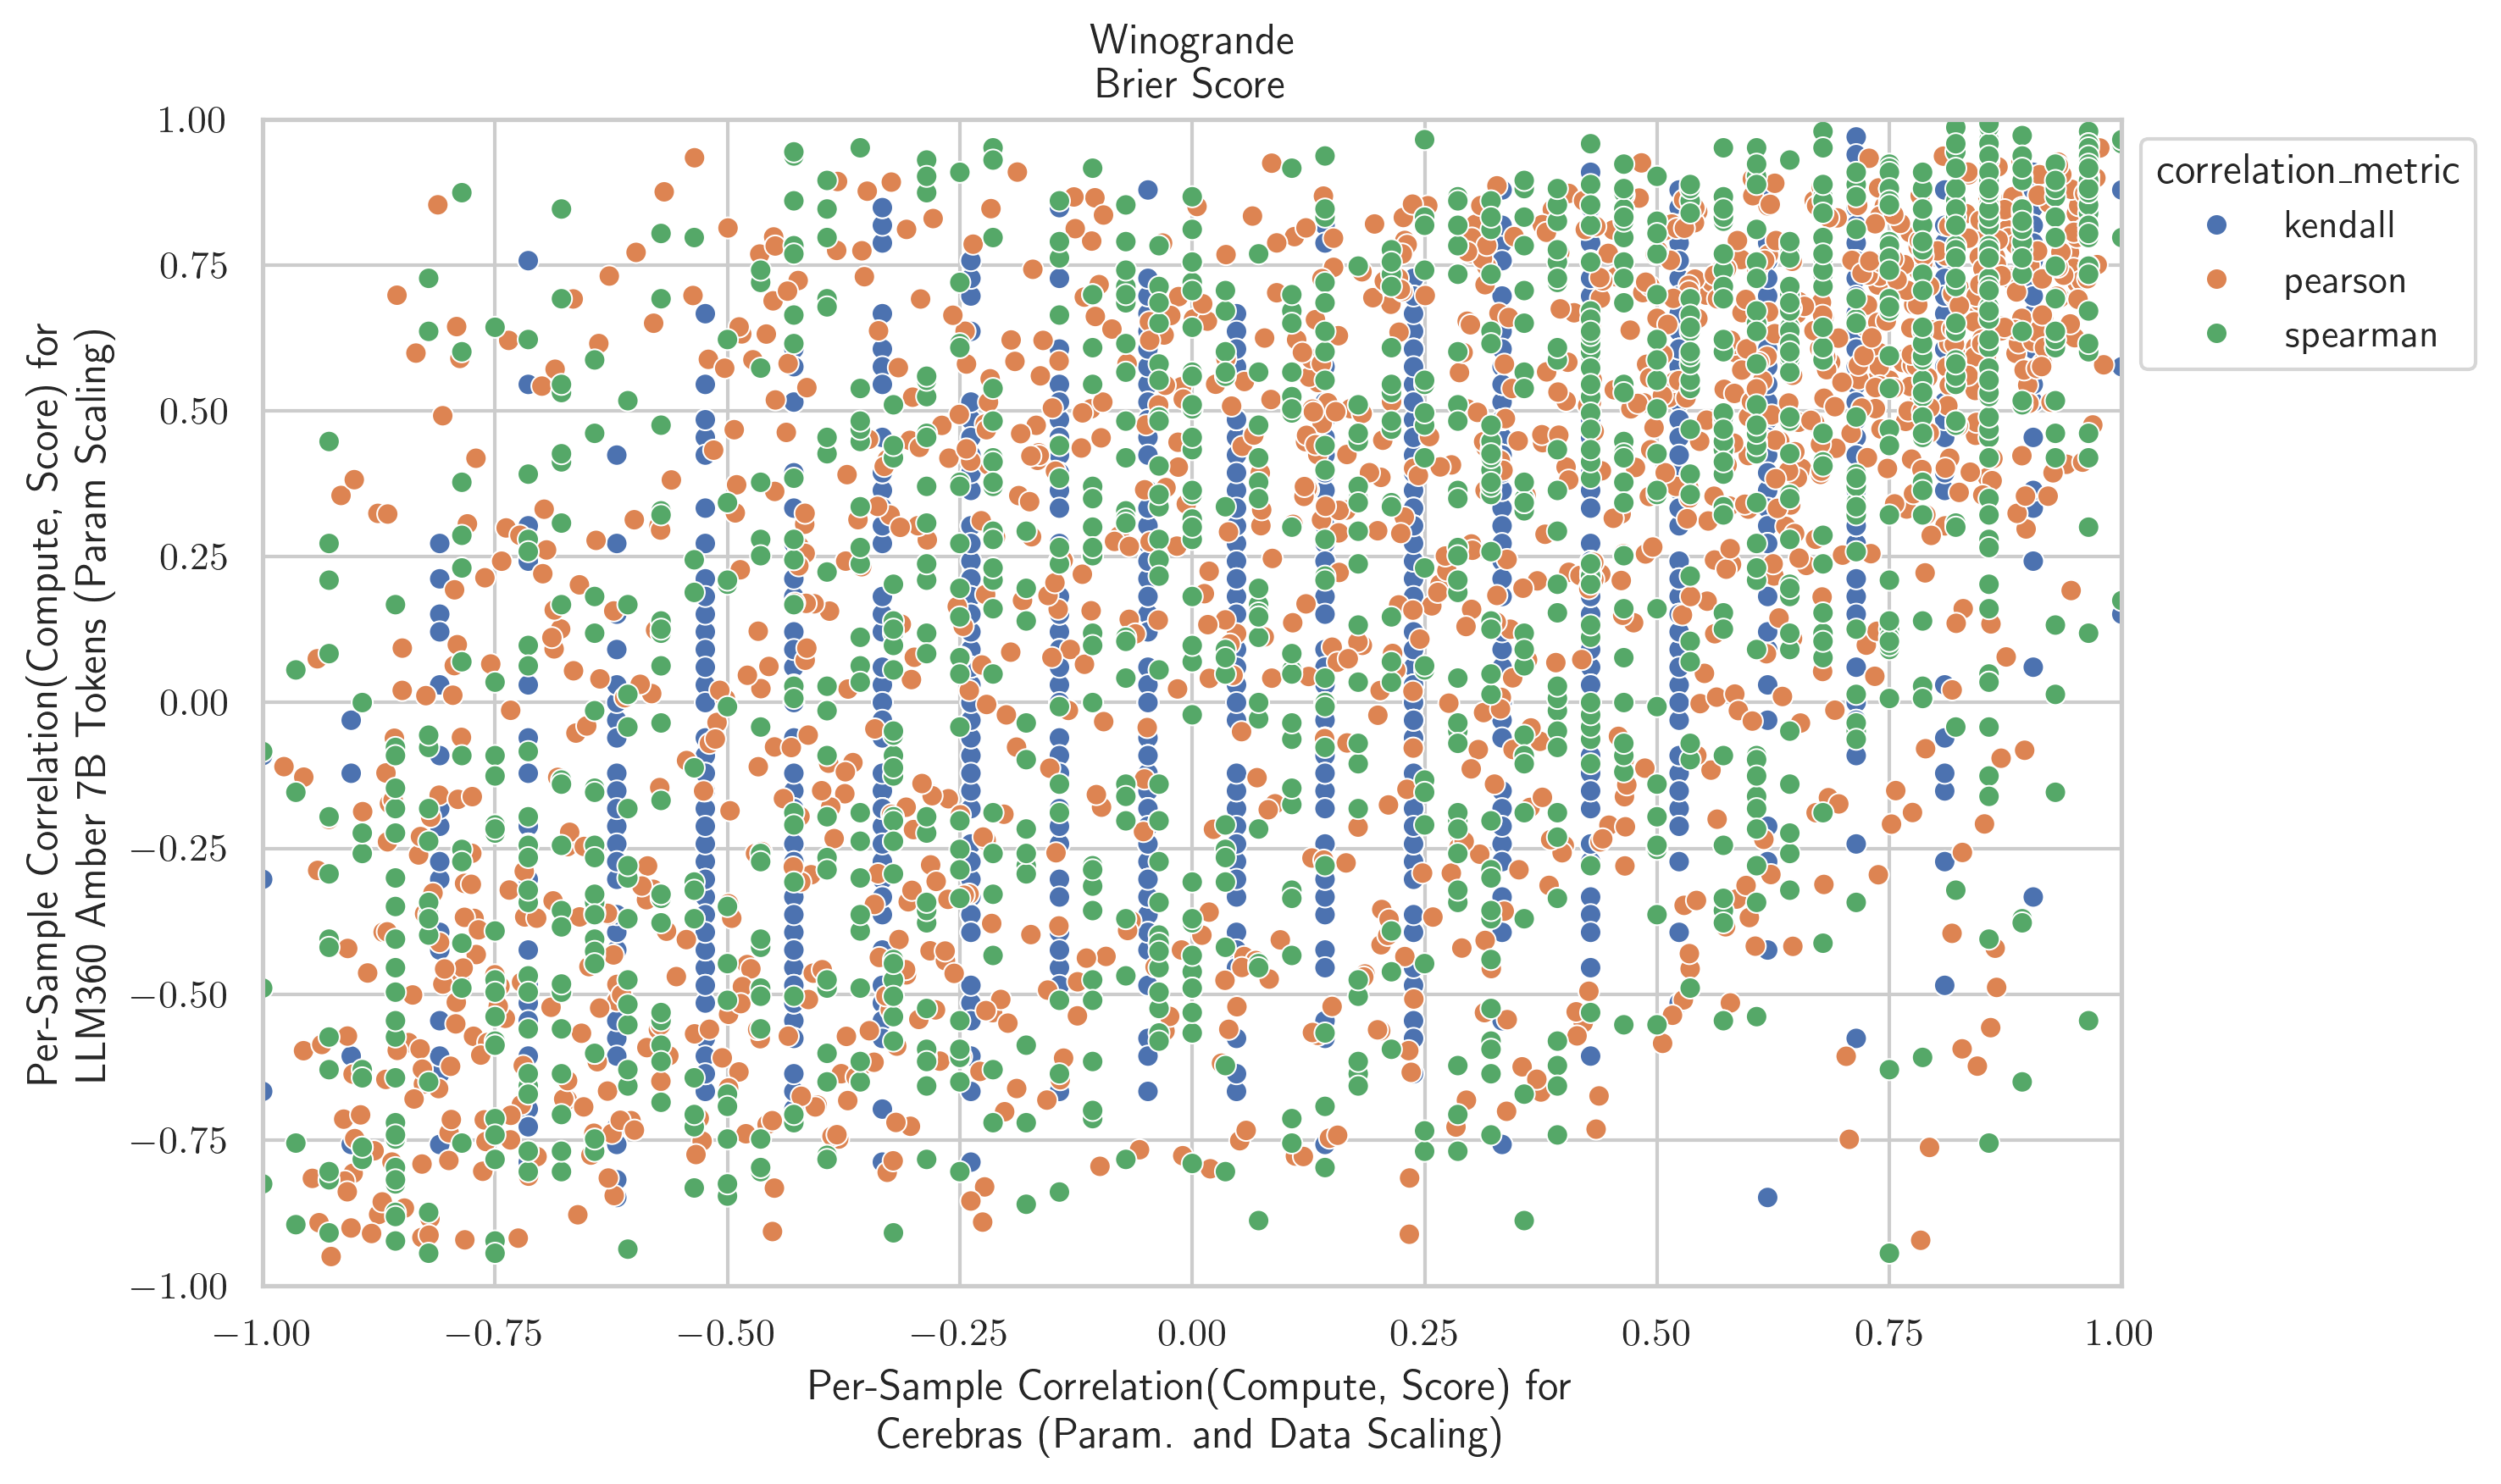 Winogrande
Brier Score
Per-Sample Correlation(Compute, Score) for
LLM360 Amber 7B Tokens (Param Scaling)
1.00
0.75
0.50
0.25
0.00
−0.25
−0.50
−0.75
−1.00
correlation_metric
kendall
pearson
spearman
−1.00
−0.75
−0.50
−0.25
0.00
0.25
0.50
0.75
1.00
Per-Sample Correlation(Compute, Score) for
Cerebras (Param. and Data Scaling)